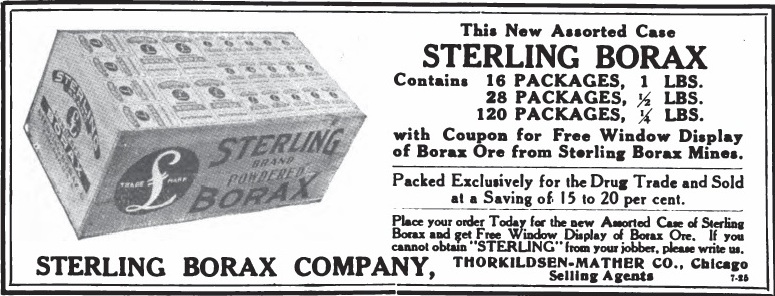 This New Assorted Case
STERLING BORAX
Contains 16 PACKAGES, 1 LBS.
28 PACKAGES, ½ LBS.
120 PACKAGES, ¼ LBS.
with Coupon for Free Window Display
of Borax Ore from Sterling Borax Mines.
Packed Exclusively for the Drug Trade and Sold
at a Saving of 15 to 20 per cent.
Place your order Today for the new Assorted Case of Sterling
Borax and get Free Window Display of Borax Ore. If you
cannot obtain "STERLING" from your jobber, please write us.
STERLING BORAX COMPANY, THORKILDSEN-MATHER CO., Chicago
Selling Agents 7-25
STERLING
BORAX
TRADE £ MARK
STERLING
BRAND
POWDERED
BORAX